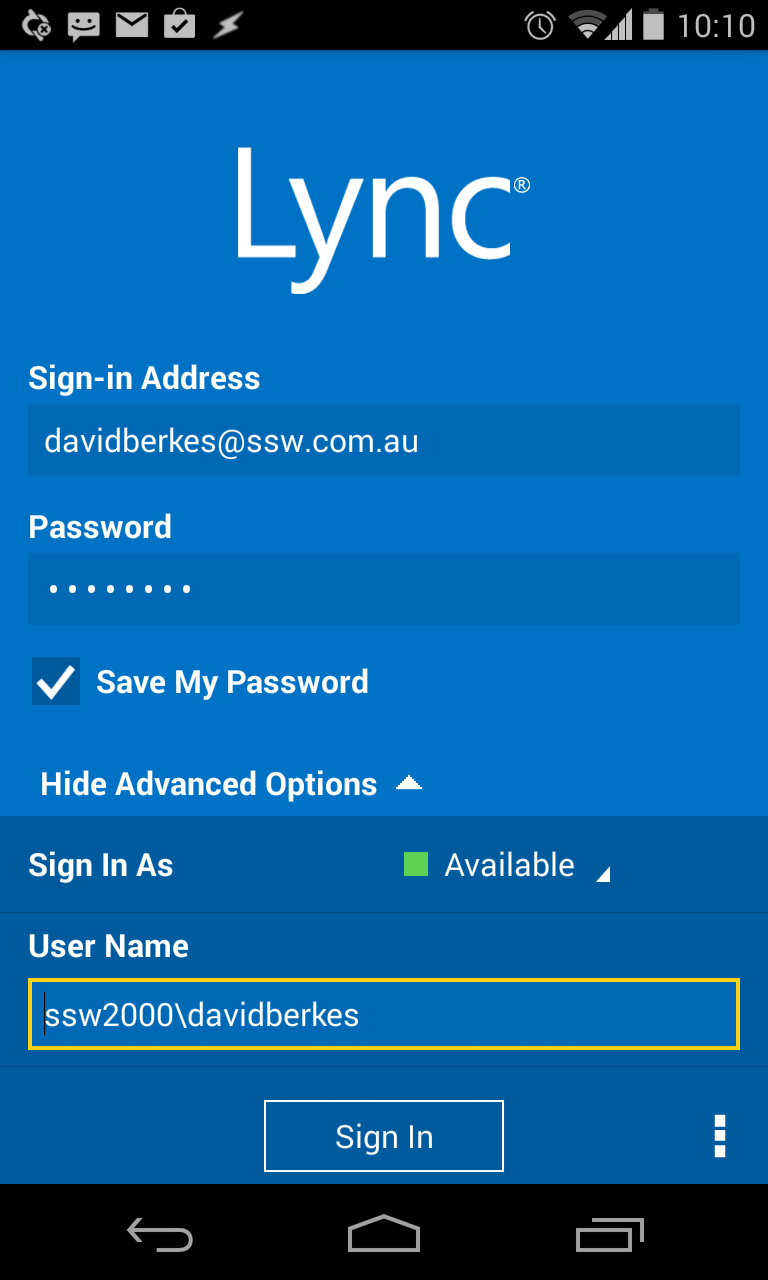 10:10
Lync®
Sign-in Address
davidberkes@ssw.com.au
Password
••••••••
Save My Password
Hide Advanced Options
Sign In As
Available
User Name
ssw2000\davidberkes
Sign In